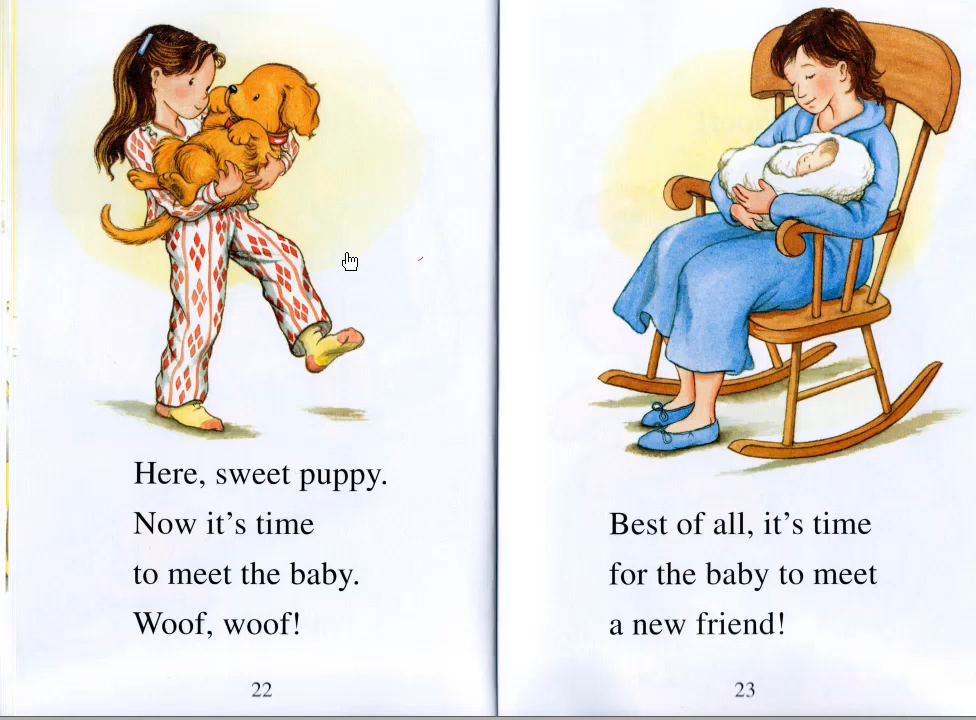 Here, sweet puppy.
Now it's time
to meet the baby.
Woof, woof!
22
Best of all, it's time
for the baby to meet
a new friend!
23